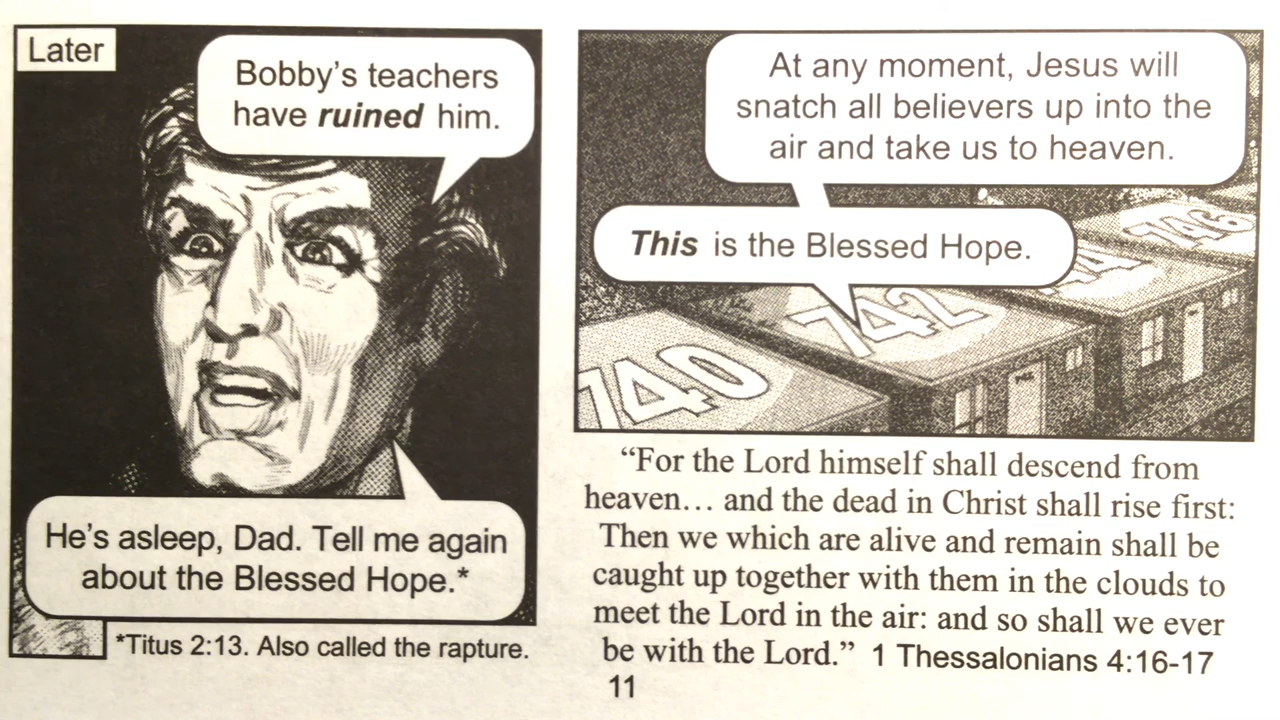 Later
Bobby's teachers
have ruined him.
He's asleep, Dad. Tell me again
about the Blessed Hope.*
*Titus 2:13. Also called the rapture.
At any moment, Jesus will
snatch all believers up into the
air and take us to heaven.
This is the Blessed Hope.
740
742
746
“For the Lord himself shall descend from
heaven... and the dead in Christ shall rise first:
Then we which are alive and remain shall be
caught up together with them in the clouds to
meet the Lord in the air: and so shall we ever
be with the Lord.” 1 Thessalonians 4:16-17
11